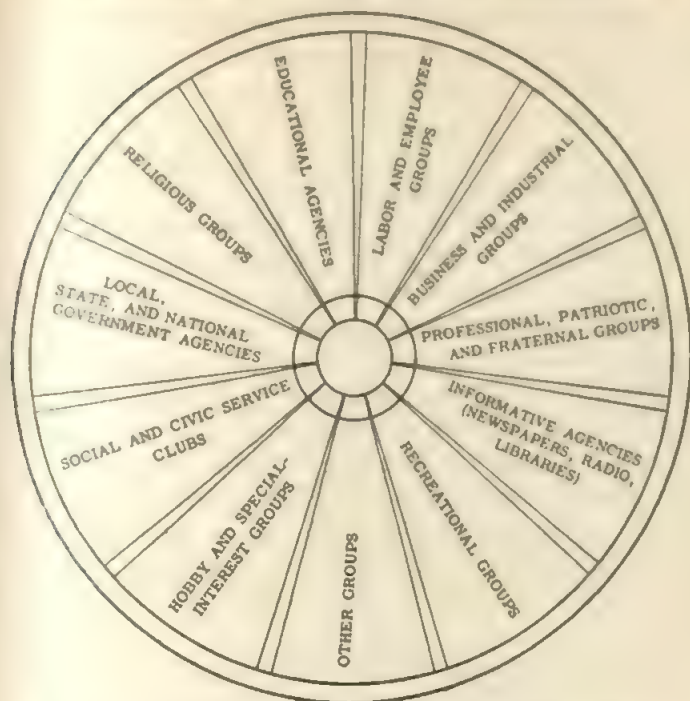 EDUCATIONAL AGENCIES
LABOR AND EMPLOYEE
GROUPS
BUSINESS AND INDUSTRIAL
GROUPS
PROFESSIONAL, PATRIOTIC,
AND FRATERNAL GROUPS
INFORMATIVE AGENCIES
(NEWSPAPERS, RADIO,
LIBRARIES)
RECREATIONAL GROUPS
OTHER GROUPS
HOBBY AND SPECIAL-
INTEREST GROUPS
SOCIAL AND CIVIC SERVICE
CLUBS
LOCAL,
STATE, AND NATIONAL
GOVERNMENT AGENCIES
RELIGIOUS GROUPS